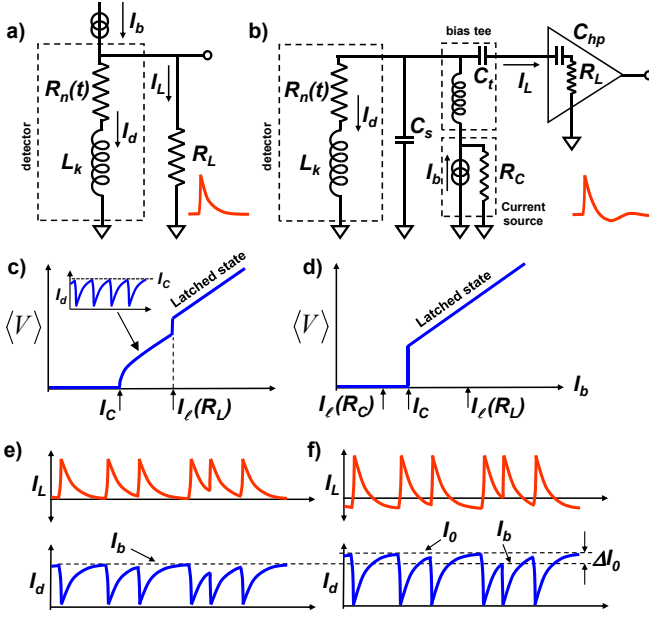 a)
I_b
R_n(t)
I_L
I_d
detector
L_k
R_L
b)
bias tee
C_hp
C_t
I_L
R_L
R_n(t)
I_d
C_s
detector
L_k
I_b
R_C
Current
source
c)
I_C
I_d
Latched state
⟨V⟩
I_C
I_ℓ(R_L)
d)
Latched state
⟨V⟩
I_b
I_ℓ(R_C)
I_C
I_ℓ(R_L)
e)
I_L
I_b
I_d
f)
I_L
I_0
I_b
ΔI_0
I_d